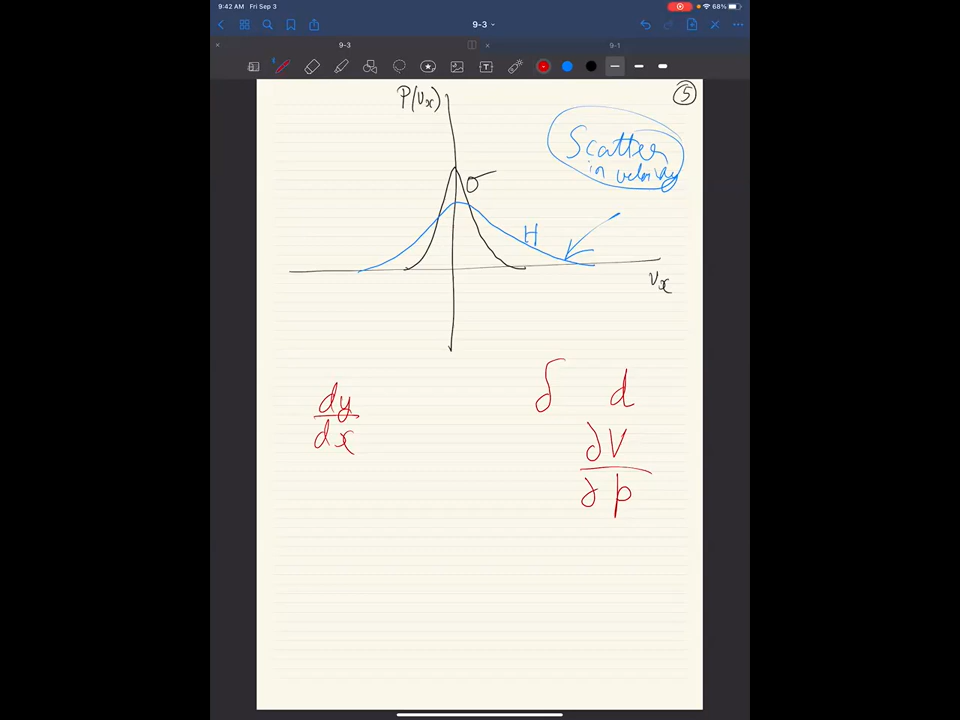 9:42 AM Fri Sep 3
68%
9-3
9-3
9-1
T
P(vx)
5
Scatter
in velocity
σ
H
vx
dy
dx
δ d
∂V
∂p